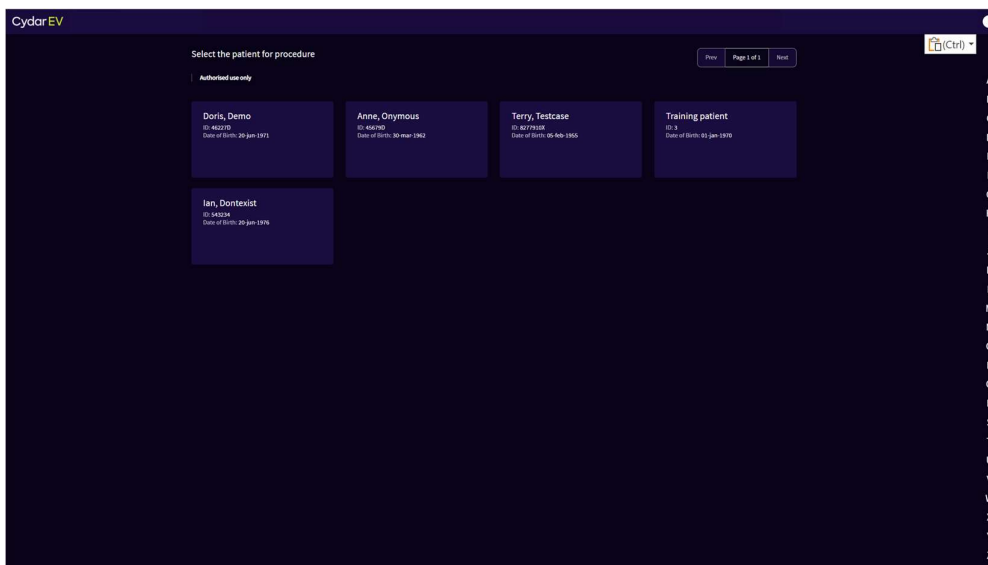 CydarEV
(Ctrl)
Select the patient for procedure
Prev Page 1 of 1 Next
Authorised use only
Doris, Demo
ID: 46227D
Date of Birth: 20-jun-1971
Anne, Onymous
ID: 45679D
Date of Birth: 30-mar-1962
Terry, Testcase
ID: 8277910X
Date of Birth: 05-feb-1955
Training patient
ID: 3
Date of Birth: 01-jan-1970
Ian, Dontexist
ID: 543234
Date of Birth: 20-jun-1976